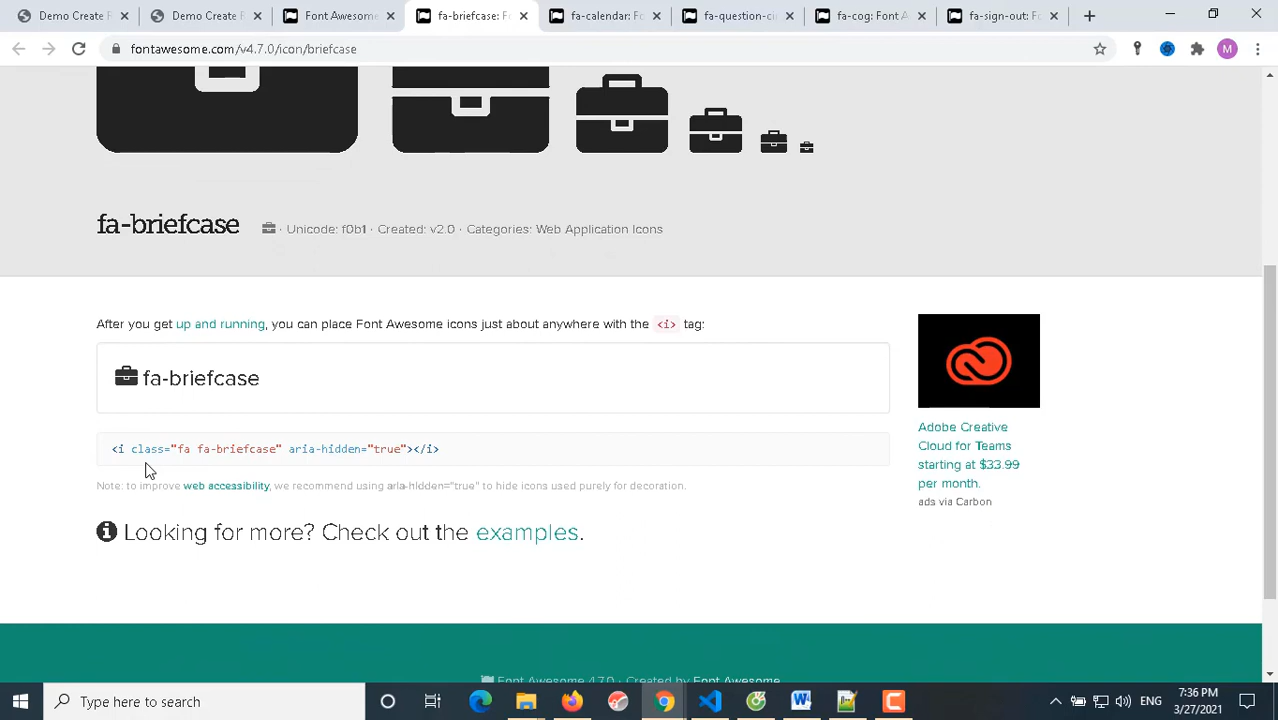 Demo Create F
Demo Create F
Font Awesome
fa-briefcase: Fo
fa-calendar: Fo
fa-question-ci
fa-cog: Font A
fa-sign-out: Fo
fontawesome.com/v4.7.0/icon/briefcase
M
fa-briefcase
· Unicode: f0b1 · Created: v2.0 · Categories: Web Application Icons
After you get up and running, you can place Font Awesome icons just about anywhere with the <i> tag:
fa-briefcase
<i class="fa fa-briefcase" aria-hidden="true"></i>
Note: to improve web accessibility, we recommend using aria-hidden="true" to hide icons used purely for decoration.
Looking for more? Check out the examples.
Adobe Creative
Cloud for Teams
starting at $33.99
per month.
ads via Carbon
Font Awesome 4.7.0 · Created by Font Awesome
Type here to search
ENG
7:36 PM
3/27/2021